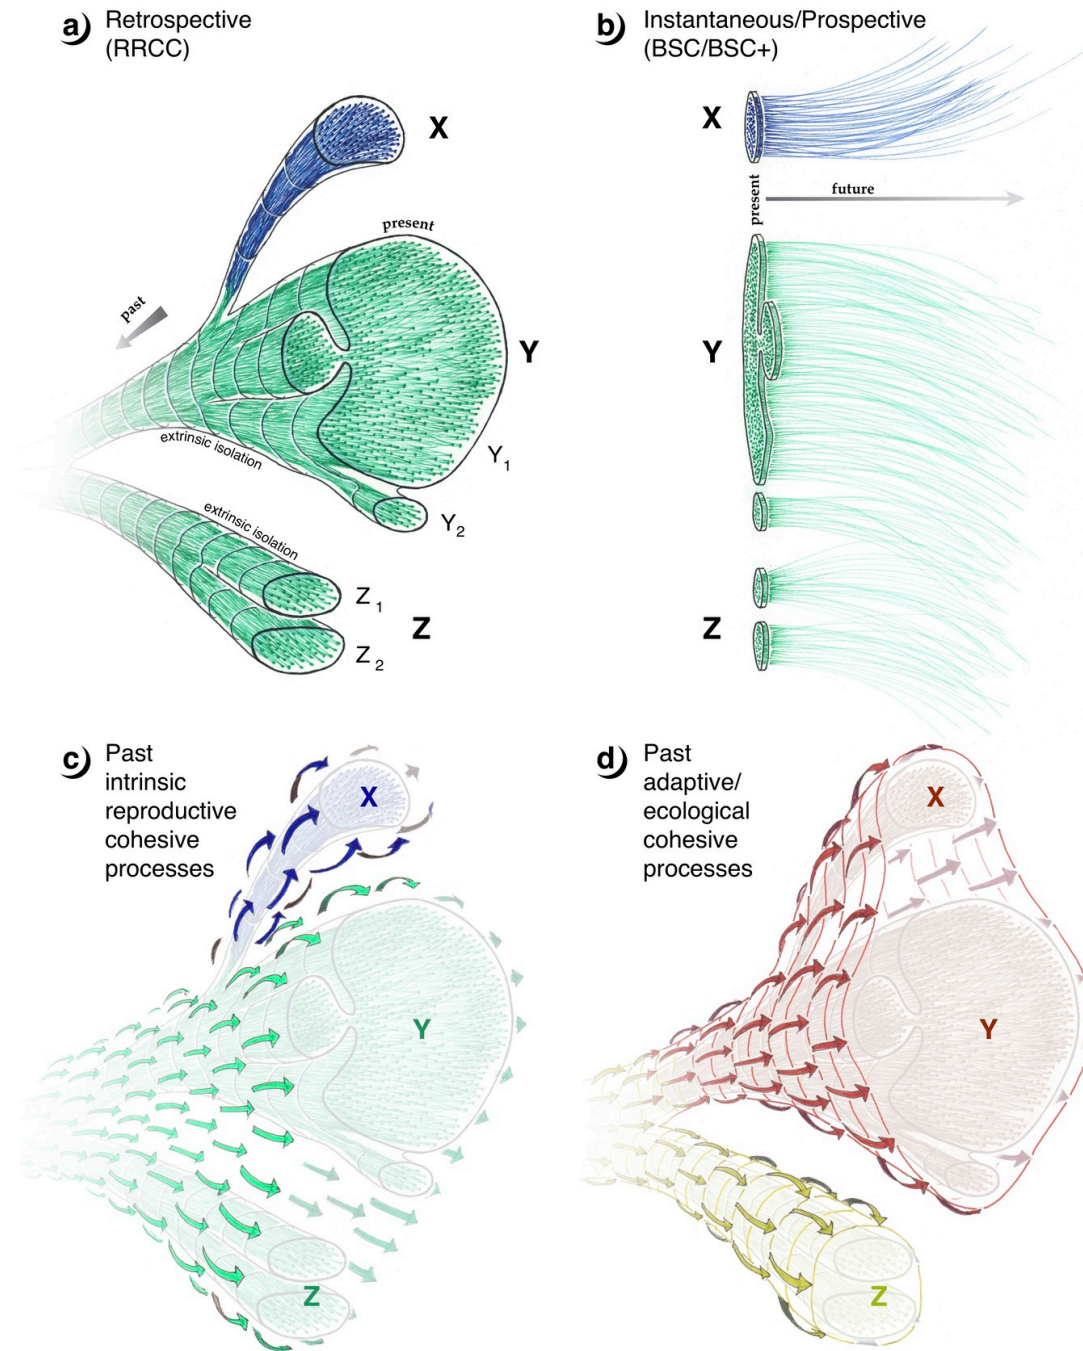 a) Retrospective
(RRCC)
X
present
past
Y
extrinsic isolation
Y1
Y2
extrinsic isolation
Z1
Z
Z2
b) Instantaneous/Prospective
(BSC/BSC+)
X
present
future
Y
Z
c) Past
intrinsic
reproductive
cohesive
processes
X
Y
Z
d) Past
adaptive/
ecological
cohesive
processes
X
Y
Z